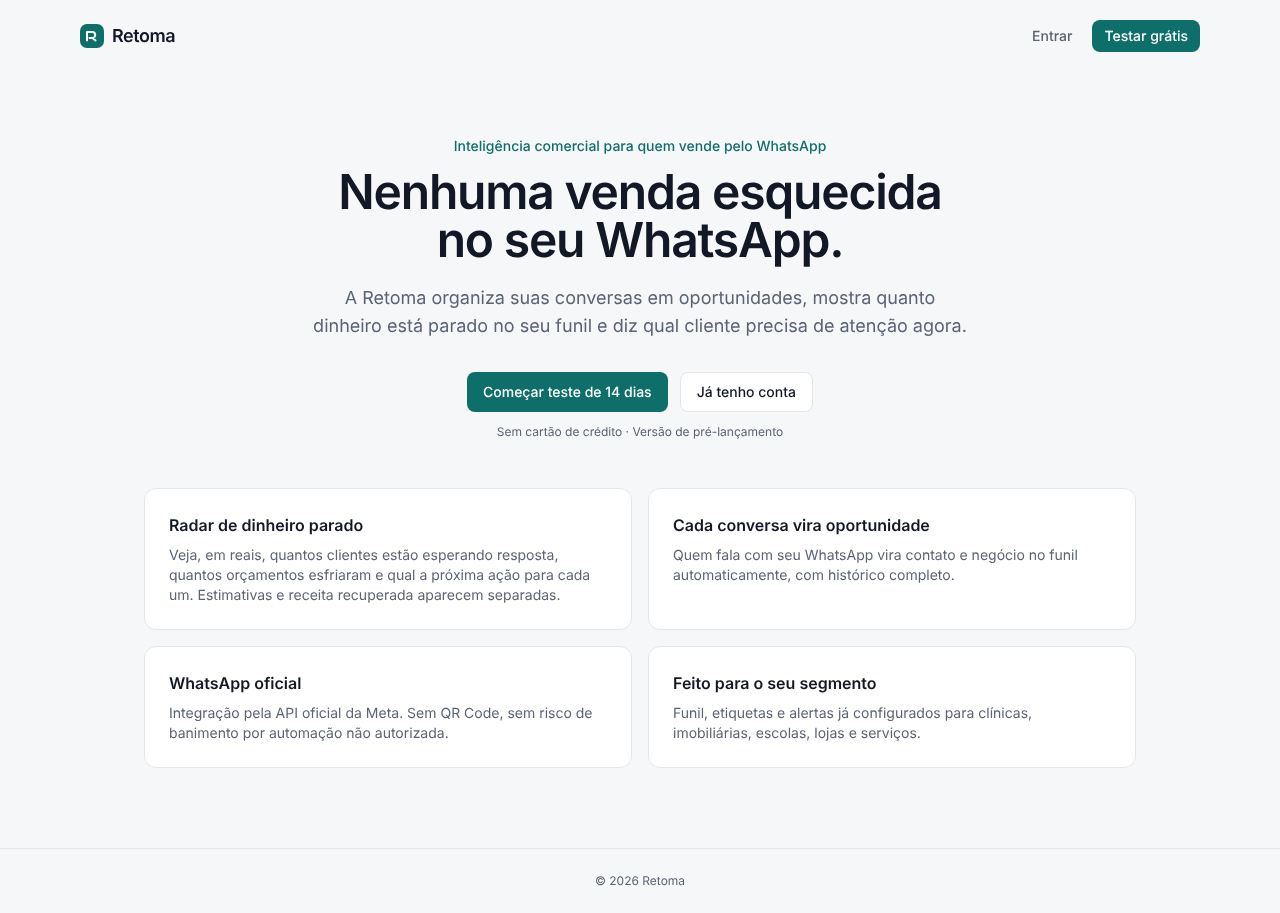 Retoma
Entrar
Testar grátis
Inteligência comercial para quem vende pelo WhatsApp
Nenhuma venda esquecida
no seu WhatsApp.
A Retoma organiza suas conversas em oportunidades, mostra quanto
dinheiro está parado no seu funil e diz qual cliente precisa de atenção agora.
Começar teste de 14 dias
Já tenho conta
Sem cartão de crédito · Versão de pré-lançamento
Radar de dinheiro parado
Veja, em reais, quantos clientes estão esperando resposta,
quantos orçamentos esfriaram e qual a próxima ação para cada
um. Estimativas e receita recuperada aparecem separadas.
Cada conversa vira oportunidade
Quem fala com seu WhatsApp vira contato e negócio no funil
automaticamente, com histórico completo.
WhatsApp oficial
Integração pela API oficial da Meta. Sem QR Code, sem risco de
banimento por automação não autorizada.
Feito para o seu segmento
Funil, etiquetas e alertas já configurados para clínicas,
imobiliárias, escolas, lojas e serviços.
© 2026 Retoma